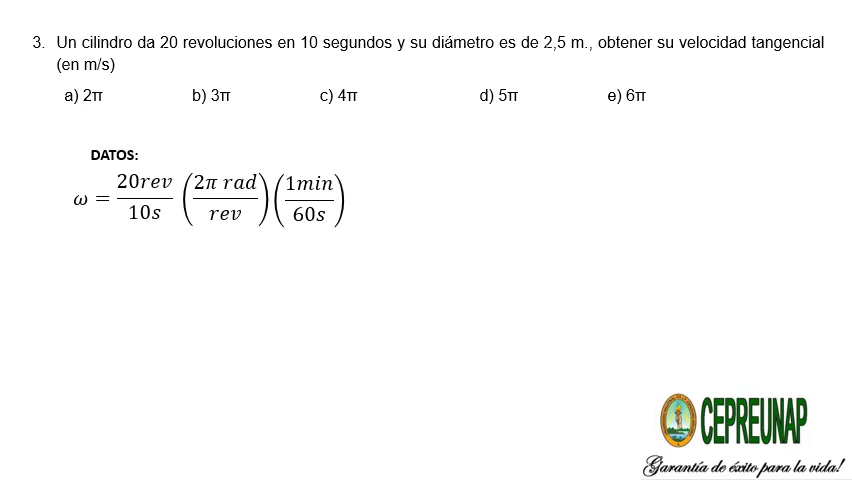 3. Un cilindro da 20 revoluciones en 10 segundos y su diámetro es de 2,5 m., obtener su velocidad tangencial
(en m/s)
a) 2π b) 3π c) 4π d) 5π e) 6π
DATOS:
ω = 20rev/10s (2π rad/rev) (1min/60s)
CEPREUNAP
Garantía de éxito para la vida!